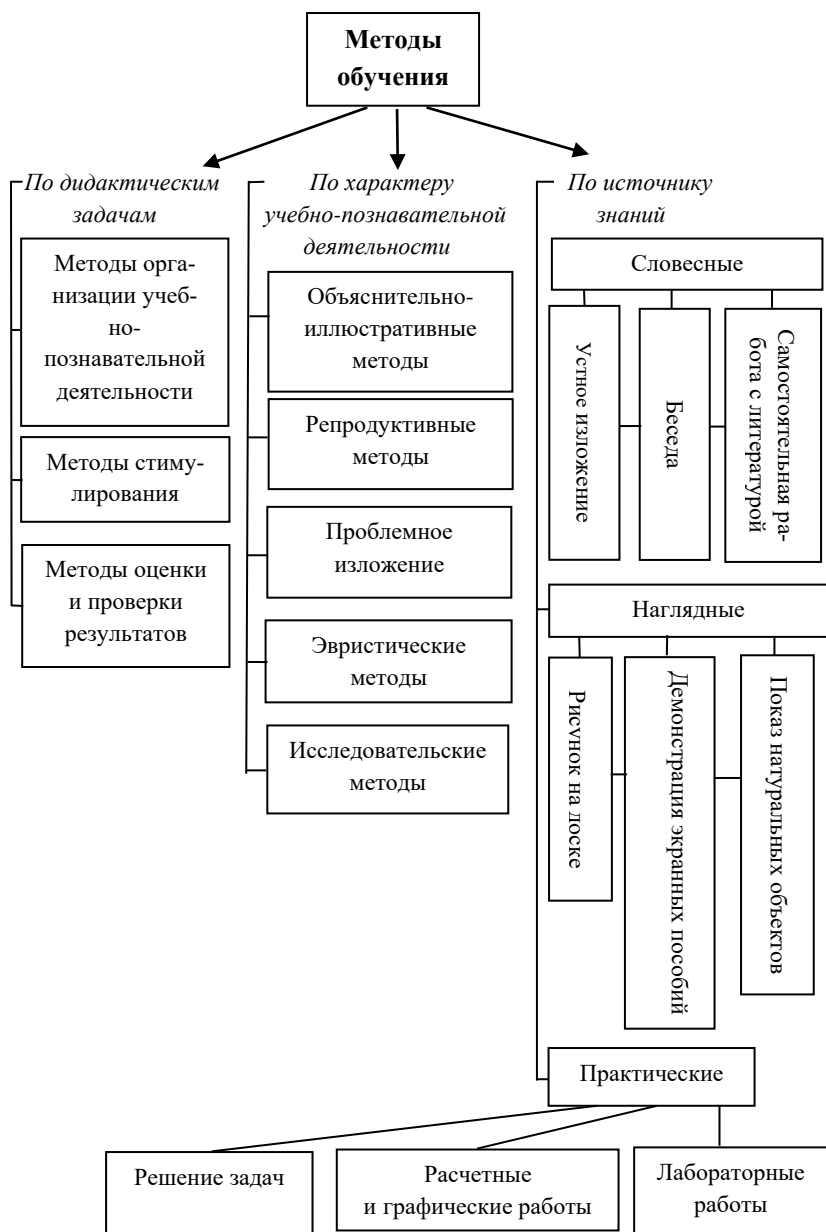 Методы
обучения
По дидактическим
задачам
Методы орга-
низации учеб-
но-
познавательной
деятельности
Методы стиму-
лирования
Методы оценки
и проверки
результатов
По характеру
учебно-познавательной
деятельности
Объяснительно-
иллюстративные
методы
Репродуктивные
методы
Проблемное
изложение
Эвристические
методы
Исследовательские
методы
По источнику
знаний
Словесные
Устное изложение
Беседа
Самостоятельная ра-
бота с литературой
Наглядные
Рисунок на доске
Демонстрация экранных пособий
Показ натуральных объектов
Практические
Решение задач
Расчетные
и графические работы
Лабораторные
работы